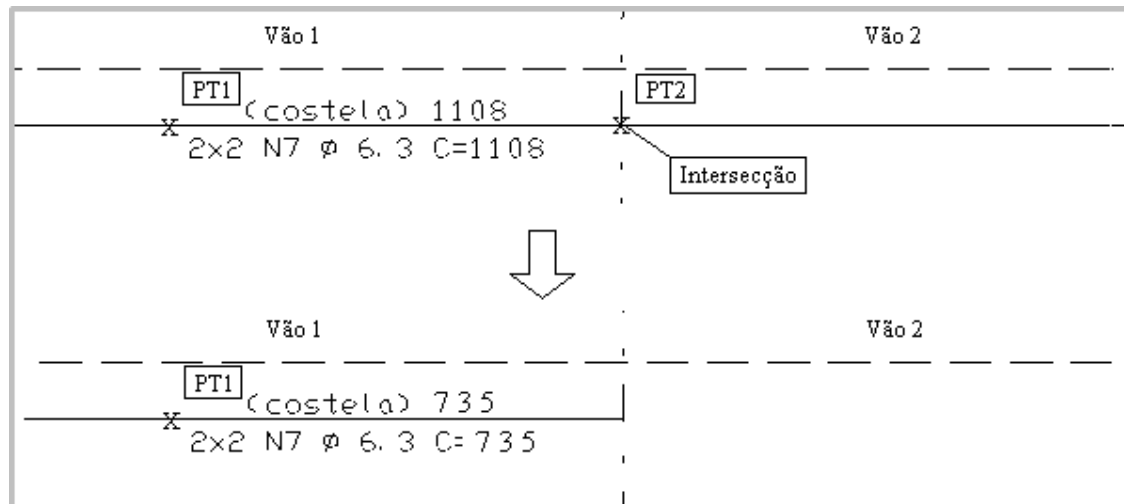 Vão 1 Vão 2
PT1 PT2
(costela) 1108
X X
2x2 N7 ø 6.3 C=1108
Intersecção
Vão 1 Vão 2
PT1
(costela) 735
X
2x2 N7 ø 6.3 C=735